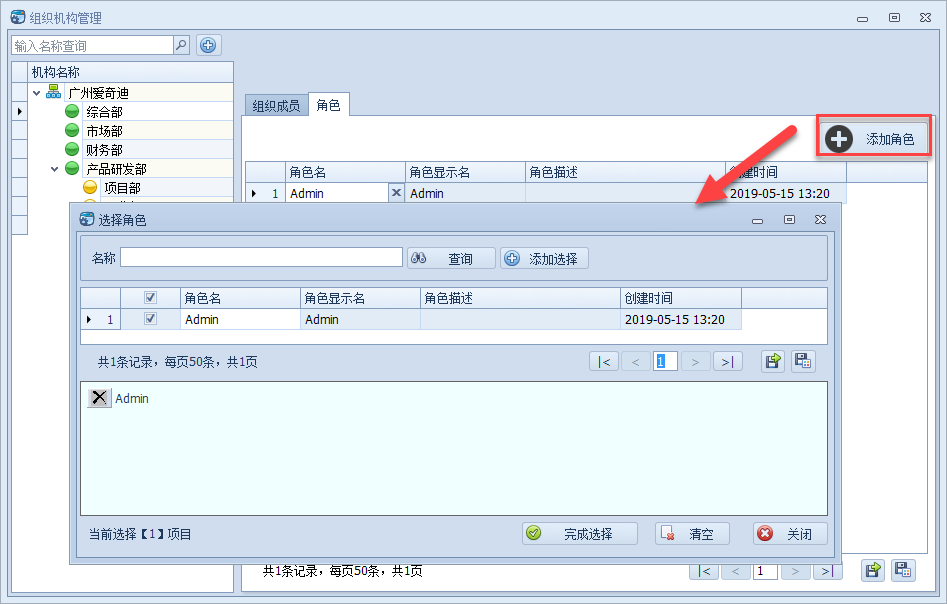 组织机构管理
输入名称查询
机构名称
广州爱奇迪
综合部
市场部
财务部
产品研发部
项目部
组织成员 角色
添加角色
角色名 角色显示名 角色描述 创建时间
1 Admin Admin 2019-05-15 13:20
选择角色
名称 查询 添加选择
角色名 角色显示名 角色描述 创建时间
1 Admin Admin 2019-05-15 13:20
共1条记录，每页50条，共1页 |< < 1 > >|
Admin
当前选择【1】项目 完成选择 清空 关闭
共1条记录，每页50条，共1页 |< < 1 > >|